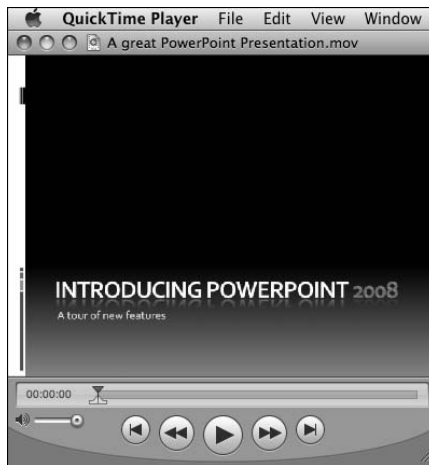 QuickTime Player File Edit View Window
A great PowerPoint Presentation.mov
INTRODUCING POWERPOINT 2008
A tour of new features
00:00:00